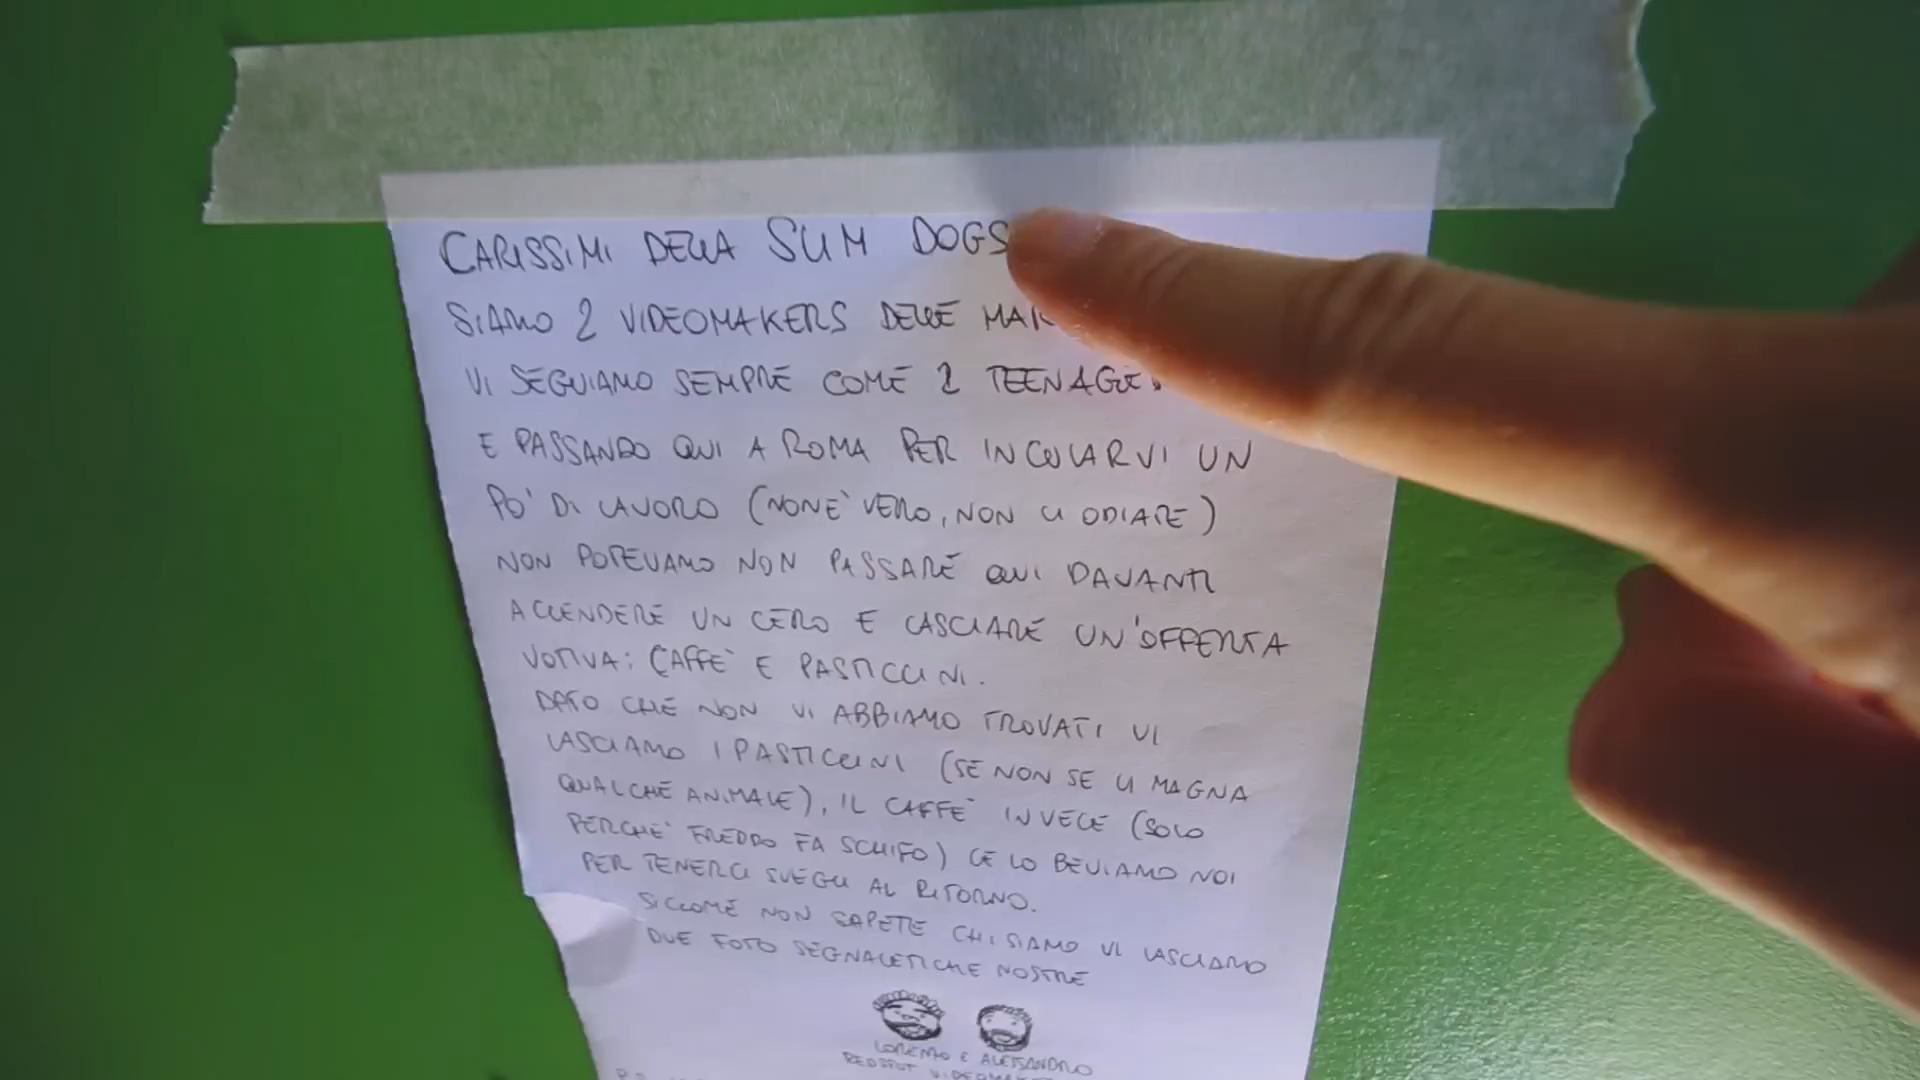 CARISSIMI DELLA SLIM DOGS
SIAMO 2 VIDEOMAKERS DELLE MAR
VI SEGUIAMO SEMPRE COME 2 TEENAGE
E PASSANDO QUI A ROMA PER INCULARVI UN
PO' DI LAVORO (NON E' VERO, NON CI ODIATE)
NON POTEVAMO NON PASSARE QUI DAVANTI
ACCENDERE UN CERO E LASCIARE UN'OFFERTA
VOTIVA: CAFFE' E PASTICCINI.
DATO CHE NON VI ABBIAMO TROVATI VI
LASCIAMO I PASTICCINI (SE NON SE LI MAGNA
QUALCHE ANIMALE), IL CAFFE' INVECE (SOLO
PERCHE' FREDDO FA SCHIFO) CE LO BEVIAMO NOI
PER TENERCI SVEGLI AL RITORNO.
SICCOME NON SAPETE CHI SIAMO VI LASCIAMO
DUE FOTO SEGNALETICHE NOSTRE
LORENZO E ALESSANDRO